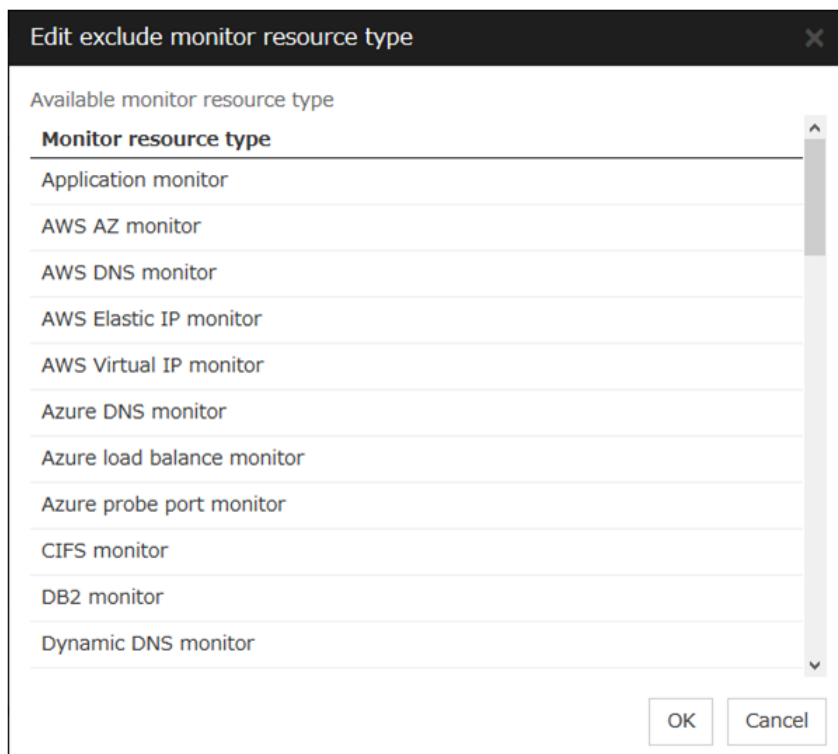 Edit exclude monitor resource type
Available monitor resource type
Monitor resource type
Application monitor
AWS AZ monitor
AWS DNS monitor
AWS Elastic IP monitor
AWS Virtual IP monitor
Azure DNS monitor
Azure load balance monitor
Azure probe port monitor
CIFS monitor
DB2 monitor
Dynamic DNS monitor
OK Cancel